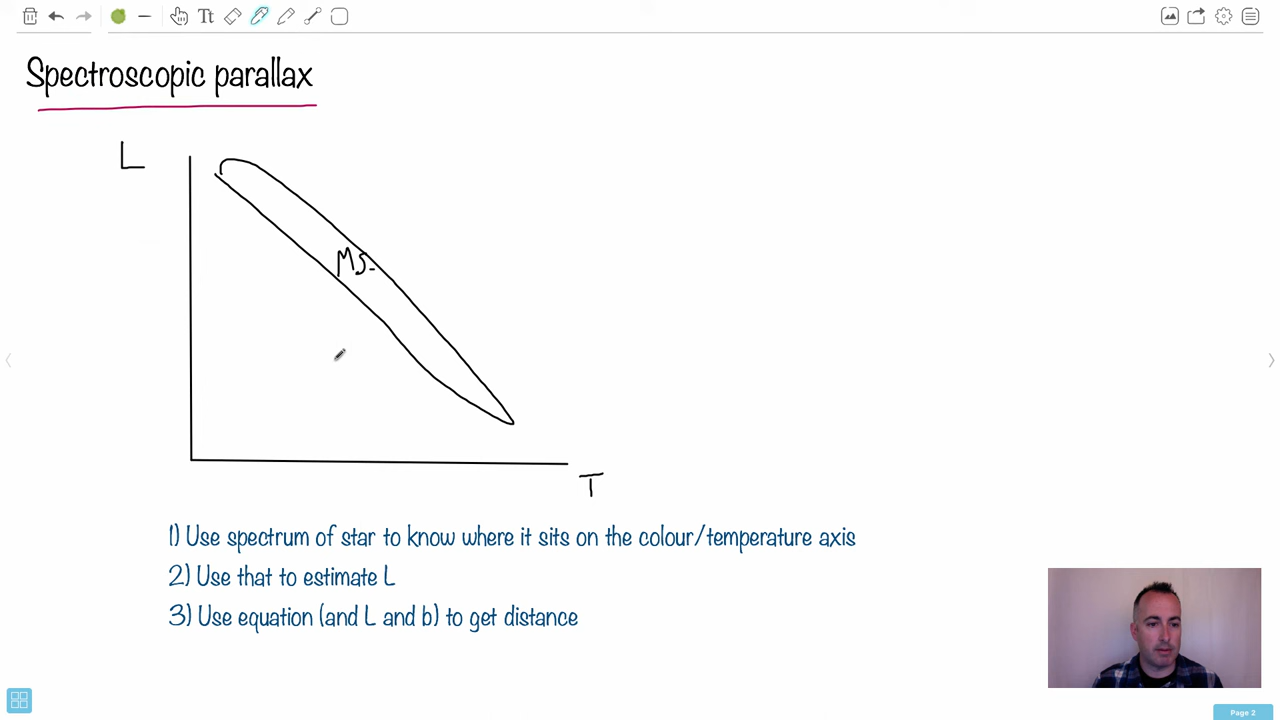 Tt
Spectroscopic parallax
L
MS.
T
1) Use spectrum of star to know where it sits on the colour/temperature axis
2) Use that to estimate L
3) Use equation (and L and b) to get distance
Page 2